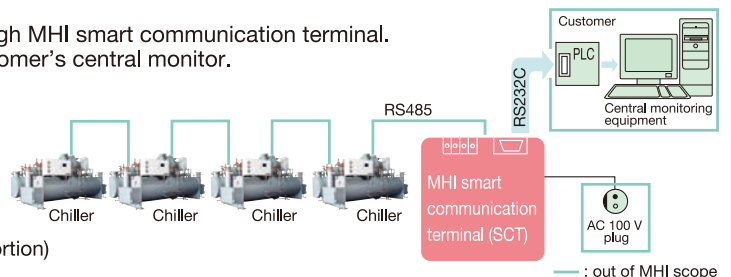 gh MHI smart communication terminal.
omer's central monitor.
Customer
PLC
Central monitoring
equipment
RS232C
RS485
MHI smart
communication
terminal (SCT)
Chiller
Chiller
Chiller
Chiller
AC 100 V
plug
rtion)
: out of MHI scope